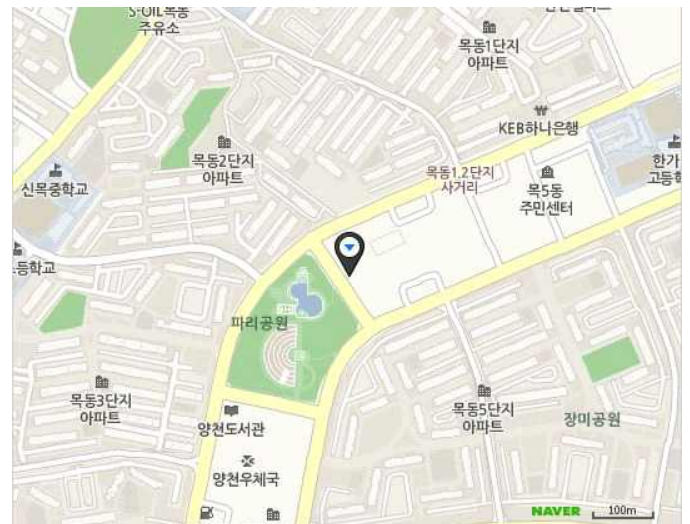 S-OIL목동
주유소
목동1단지
아파트
KEB하나은행
목동2단지
아파트
목동1,2단지
사거리
한가
고등학
신목중학교
목5동
주민센터
등학교
파리공원
목동3단지
아파트
목동5단지
아파트
장미공원
양천도서관
양천우체국
NAVER
100m